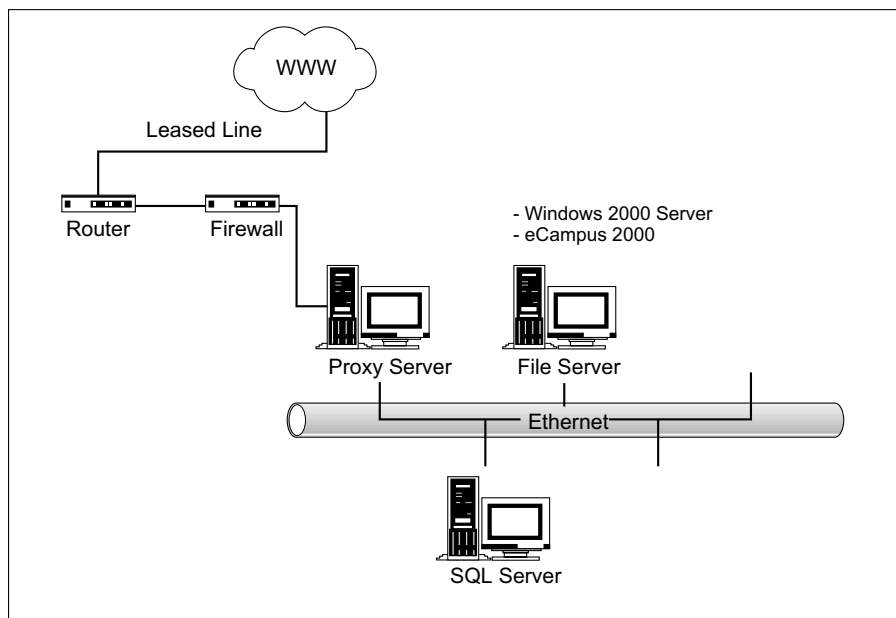 WWW
Leased Line
Router
Firewall
- Windows 2000 Server
- eCampus 2000
Proxy Server
File Server
Ethernet
SQL Server